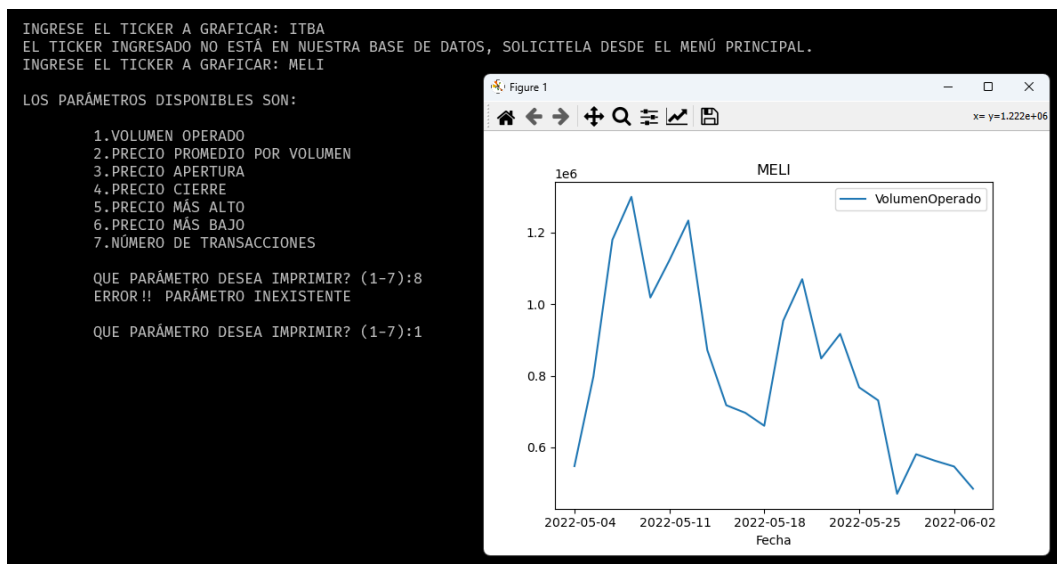 INGRESE EL TICKER A GRAFICAR: ITBA
EL TICKER INGRESADO NO ESTÁ EN NUESTRA BASE DE DATOS, SOLICITELA DESDE EL MENÚ PRINCIPAL.
INGRESE EL TICKER A GRAFICAR: MELI
LOS PARÁMETROS DISPONIBLES SON:
1.VOLUMEN OPERADO
2.PRECIO PROMEDIO POR VOLUMEN
3.PRECIO APERTURA
4.PRECIO CIERRE
5.PRECIO MÁS ALTO
6.PRECIO MÁS BAJO
7.NÚMERO DE TRANSACCIONES
QUE PARÁMETRO DESEA IMPRIMIR? (1-7):8
ERROR!! PARÁMETRO INEXISTENTE
QUE PARÁMETRO DESEA IMPRIMIR? (1-7):1
Figure 1
x= y=1.222e+06
1e6
MELI
VolumenOperado
1.2
1.0
0.8
0.6
2022-05-04 2022-05-11 2022-05-18 2022-05-25 2022-06-02
Fecha